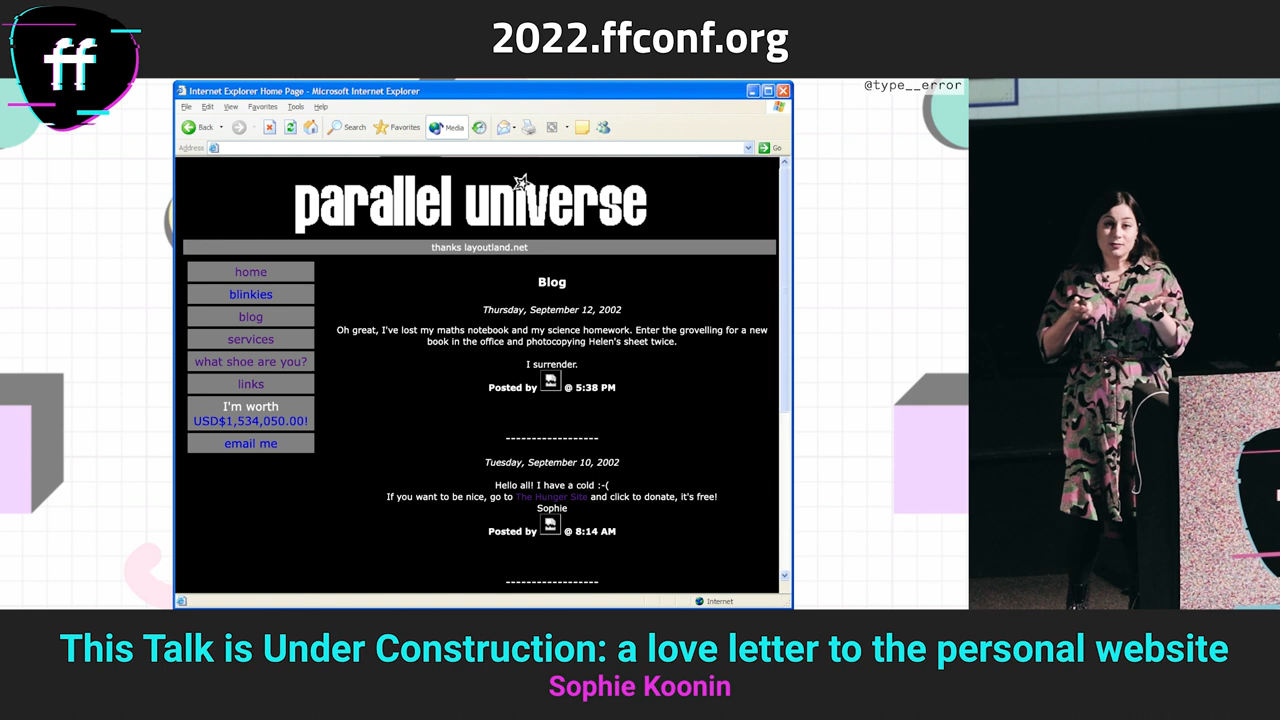 2022.ffconf.org
ff
@type__error
Internet Explorer Home Page - Microsoft Internet Explorer
File Edit View Favorites Tools Help
Back Search Favorites Media
Address Go
parallel universe
thanks layoutland.net
home
blinkies
blog
services
what shoe are you?
links
I'm worth
USD$1,534,050.00!
email me
Blog
Thursday, September 12, 2002
Oh great, I've lost my maths notebook and my science homework. Enter the grovelling for a new
book in the office and photocopying Helen's sheet twice.
I surrender.
Posted by @ 5:38 PM
------------------
Tuesday, September 10, 2002
Hello all! I have a cold :-(
If you want to be nice, go to The Hunger Site and click to donate, it's free!
Sophie
Posted by @ 8:14 AM
------------------
Internet
This Talk is Under Construction: a love letter to the personal website
Sophie Koonin